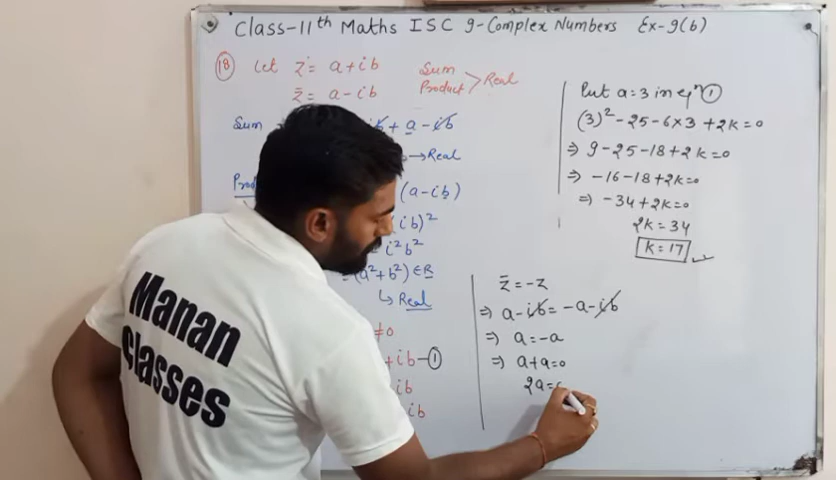 Class-11th Maths ISC 9-Complex Numbers Ex-9(b)
18 Let z = a+ib
z̄ = a-ib
Sum
Product > Real
Sum + a - ib
→ Real
(a-ib)
(ib)²
i²b²
(a²+b²) ∈ R
↳ Real
≠0
+ib-①
ib
ib
Put a=3 in eqⁿ ①
(3)² - 25 - 6×3 + 2k=0
⇒ 9-25-18+2k=0
⇒ -16-18+2k=0
⇒ -34+2k=0
2k=34
k=17
z̄ = -z
⇒ a-ib = -a-ib
⇒ a=-a
⇒ a+a=0
2a=
Manan
Classes